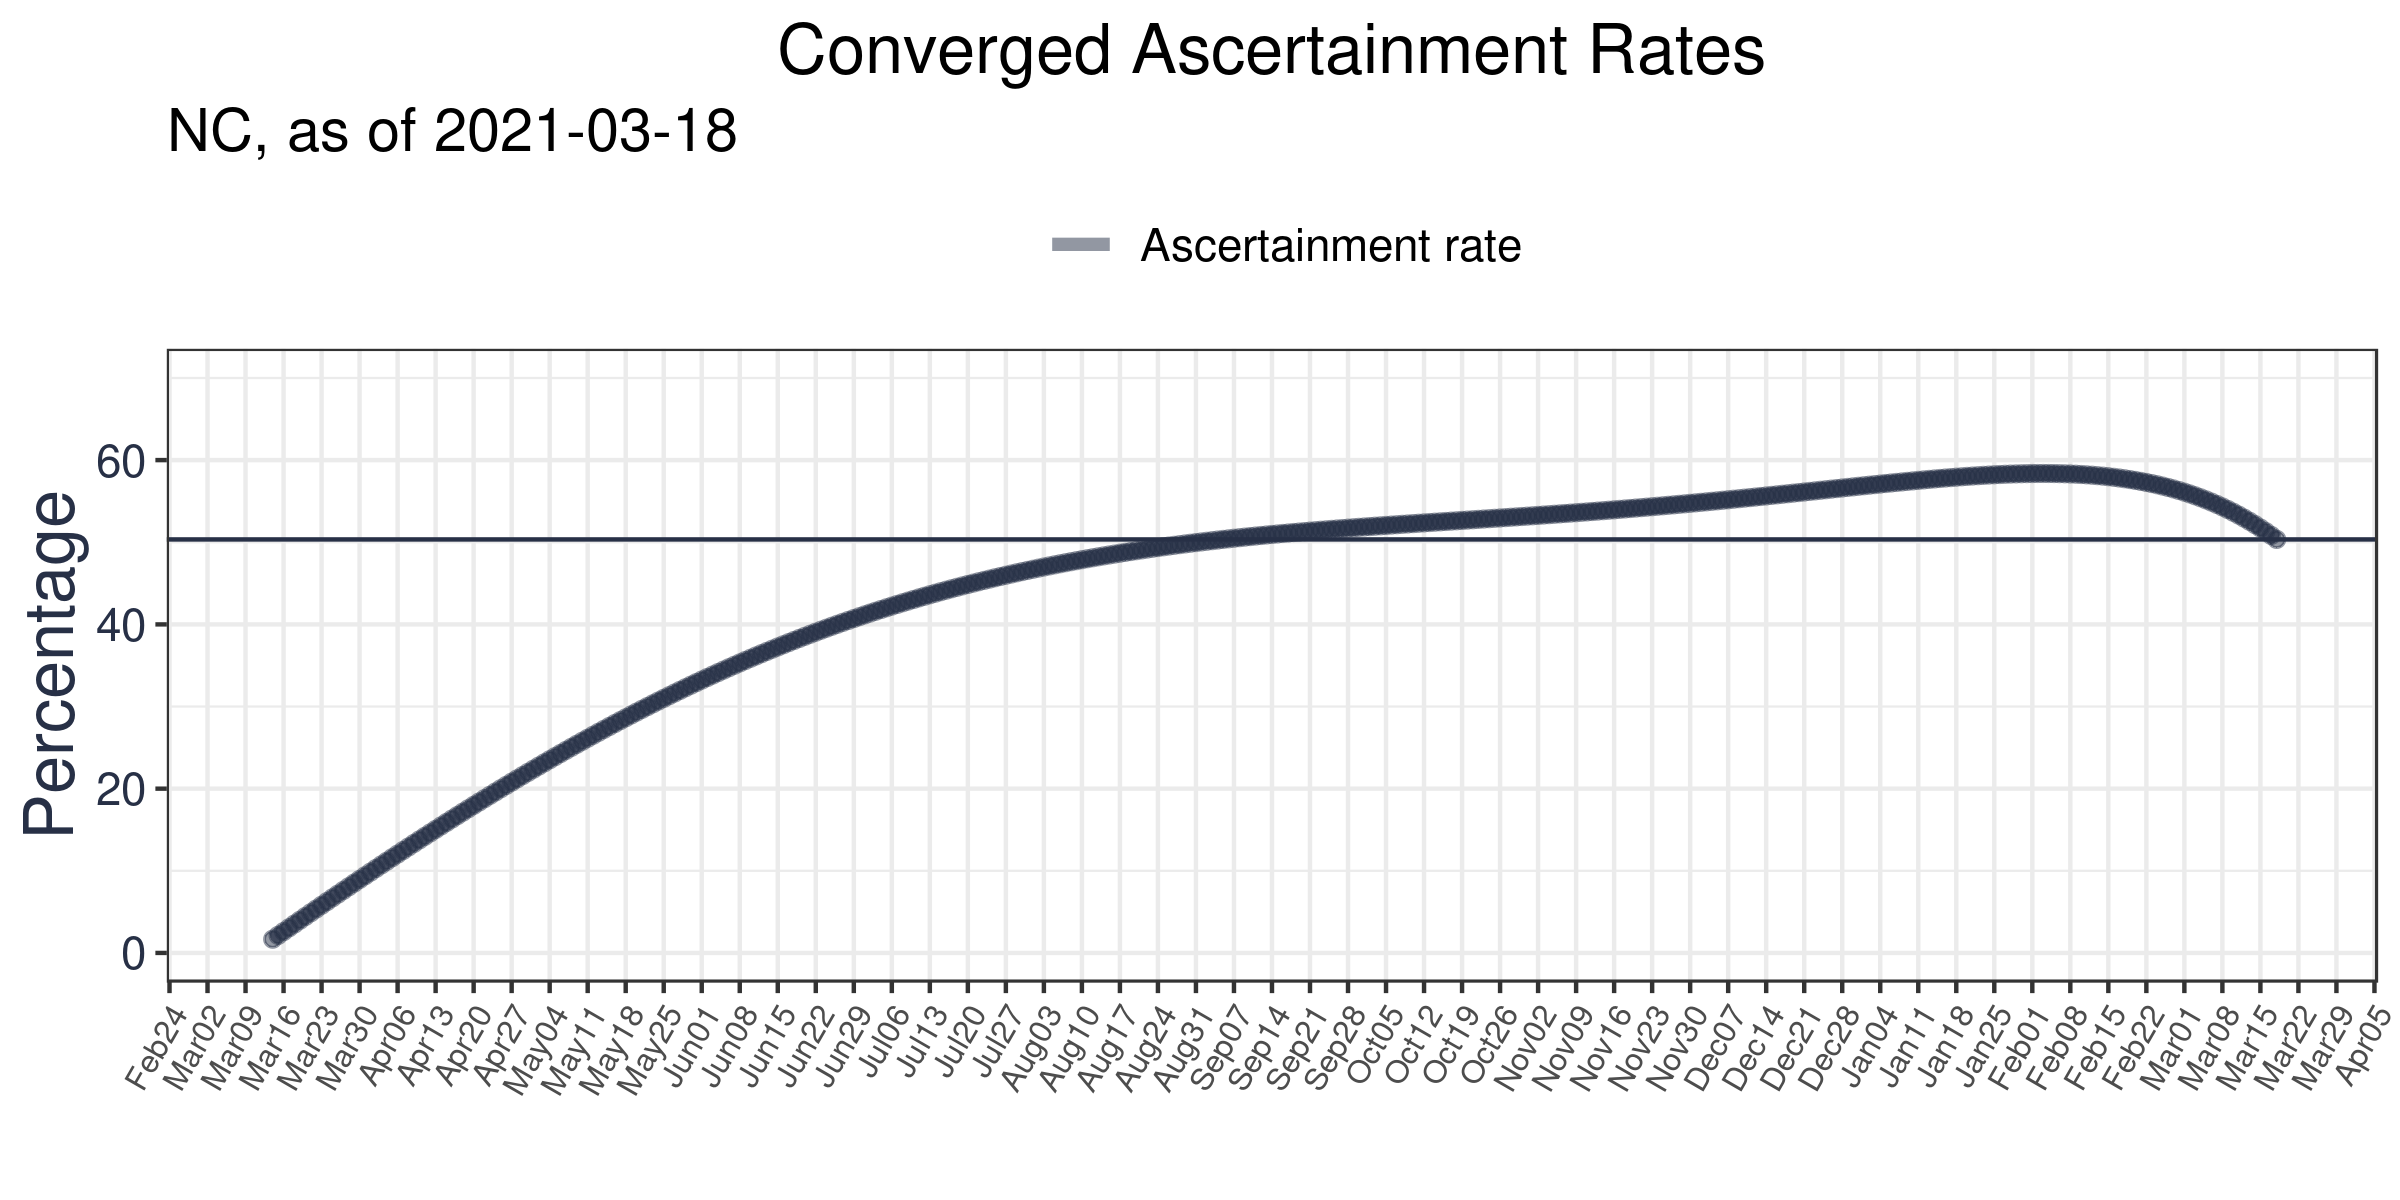 Converged Ascertainment Rates
NC, as of 2021-03-18
Ascertainment rate
Percentage
60
40
20
0
Feb24
Mar02
Mar09
Mar16
Mar23
Mar30
Apr06
Apr13
Apr20
Apr27
May04
May11
May18
May25
Jun01
Jun08
Jun15
Jun22
Jun29
Jul06
Jul13
Jul20
Jul27
Aug03
Aug10
Aug17
Aug24
Aug31
Sep07
Sep14
Sep21
Sep28
Oct05
Oct12
Oct19
Oct26
Nov02
Nov09
Nov16
Nov23
Nov30
Dec07
Dec14
Dec21
Dec28
Jan04
Jan11
Jan18
Jan25
Feb01
Feb08
Feb15
Feb22
Mar01
Mar08
Mar15
Mar22
Mar29
Apr05